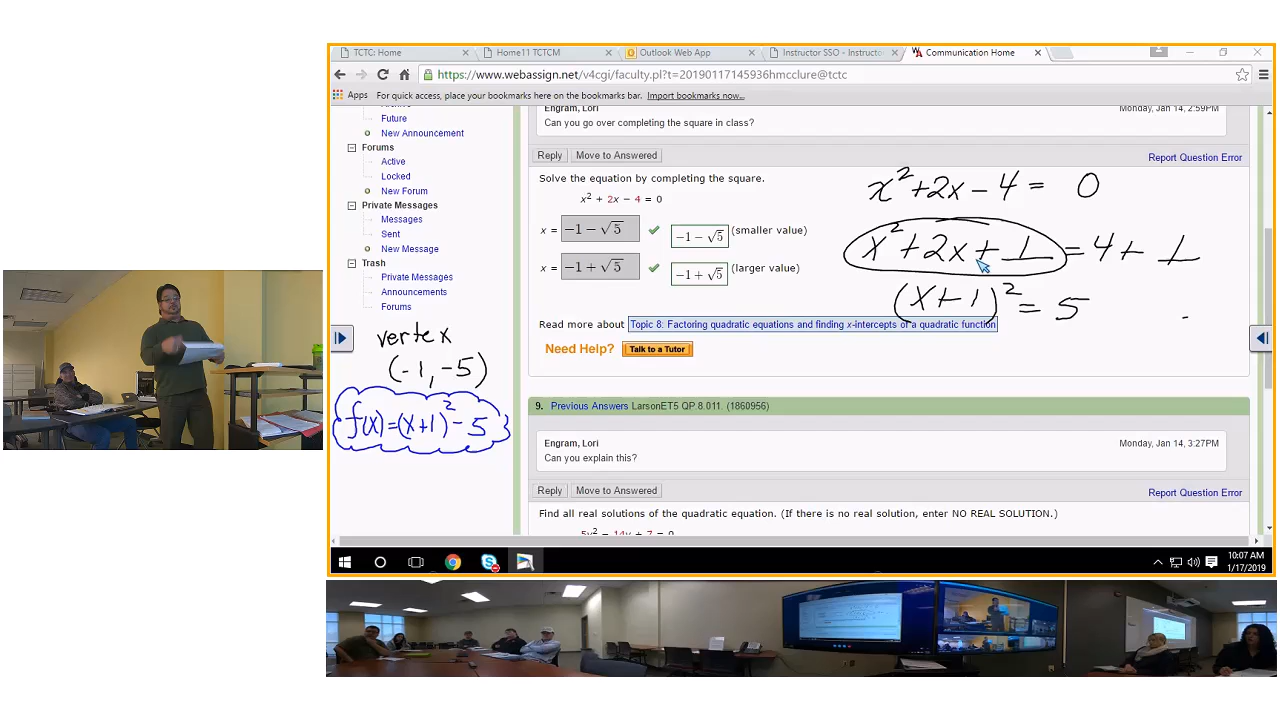 TCTC: Home
Home11 TCTCM
Outlook Web App
Instructor SSO - Instructo
Communication Home
https://www.webassign.net/v4cgi/faculty.pl?t=20190117145936hmcclure@tctc
Apps For quick access, place your bookmarks here on the bookmarks bar. Import bookmarks now...
Future
New Announcement
Forums
Active
Locked
New Forum
Private Messages
Messages
Sent
New Message
Trash
Private Messages
Announcements
Forums
vertex
(-1, -5)
f(x)=(x+1)² - 5
Engram, Lori Monday, Jan 14, 2:59PM
Can you go over completing the square in class?
Reply Move to Answered
Report Question Error
Solve the equation by completing the square.
x² + 2x − 4 = 0
x = −1 − √5 −1 − √5 (smaller value)
x = −1 + √5 −1 + √5 (larger value)
x² + 2x − 4 = 0
x² + 2x + 1 = 4 + 1
(x+1)² = 5
Read more about Topic 8: Factoring quadratic equations and finding x-intercepts of a quadratic function
Need Help? Talk to a Tutor
9. Previous Answers LarsonET5 QP 8.011. (1860956)
Engram, Lori Monday, Jan 14, 3:27PM
Can you explain this?
Reply Move to Answered
Report Question Error
Find all real solutions of the quadratic equation. (If there is no real solution, enter NO REAL SOLUTION.)
5y² − 14y + 7 = 0
10:07 AM
1/17/2019